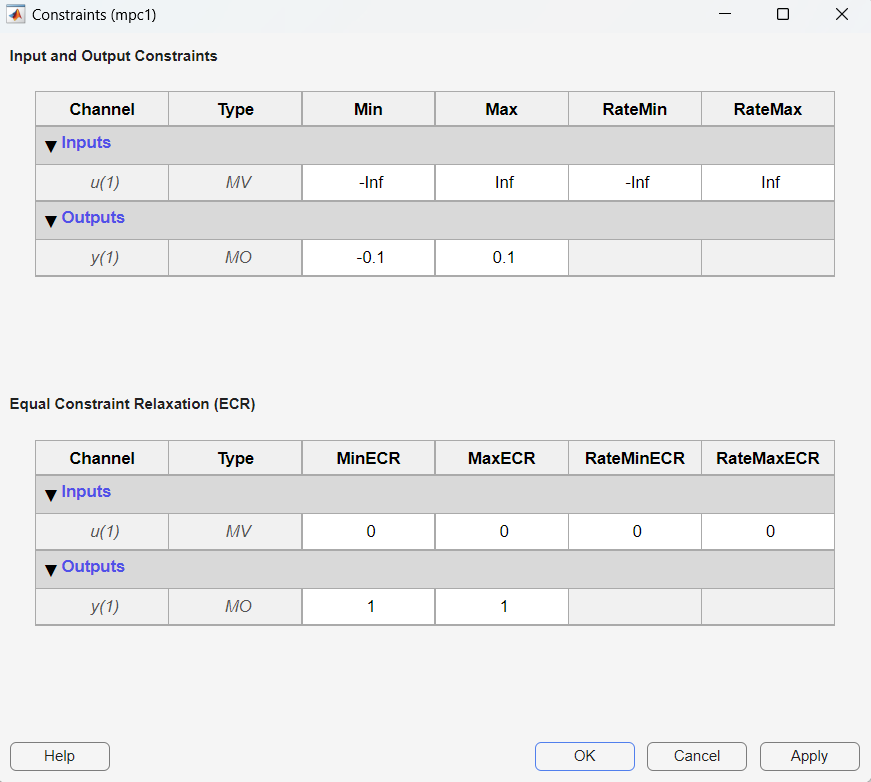 Constraints (mpc1)
Input and Output Constraints
Channel Type Min Max RateMin RateMax
Inputs
u(1) MV -Inf Inf -Inf Inf
Outputs
y(1) MO -0.1 0.1
Equal Constraint Relaxation (ECR)
Channel Type MinECR MaxECR RateMinECR RateMaxECR
Inputs
u(1) MV 0 0 0 0
Outputs
y(1) MO 1 1
Help OK Cancel Apply